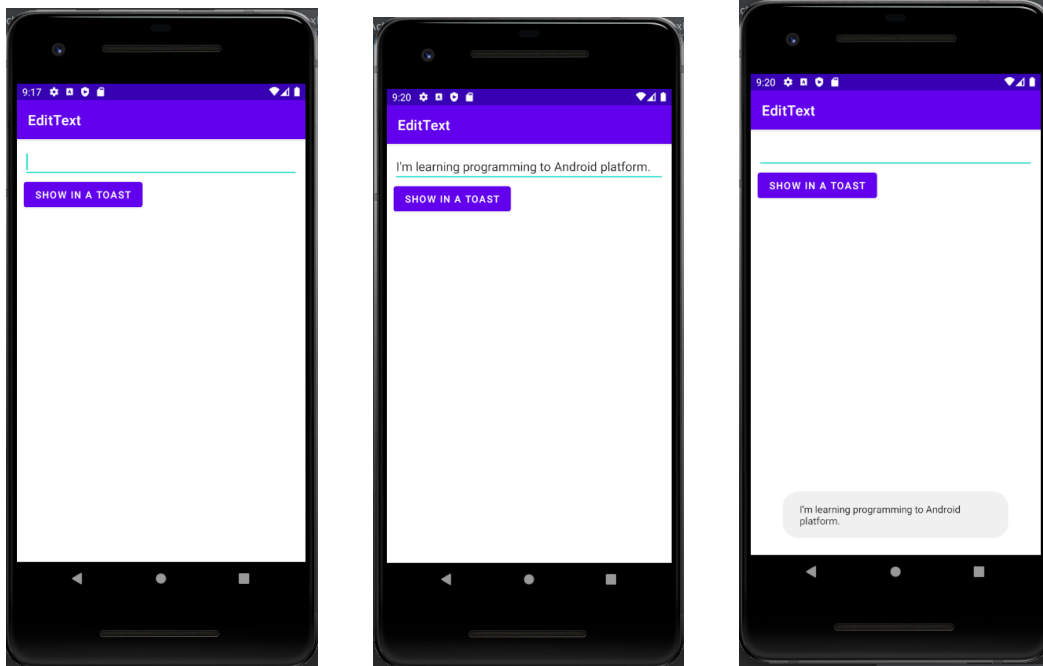 9:17
EditText
SHOW IN A TOAST
9:20
EditText
I'm learning programming to Android platform.
SHOW IN A TOAST
9:20
EditText
SHOW IN A TOAST
I'm learning programming to Android
platform.